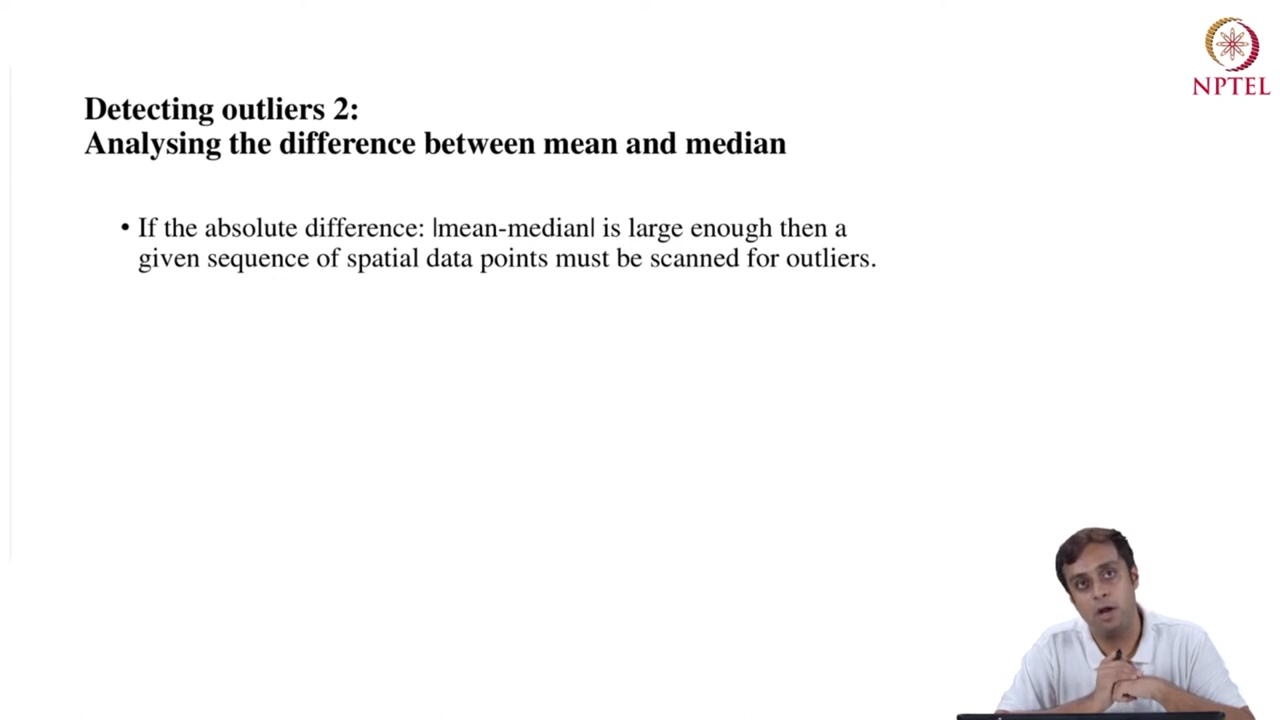 NPTEL
Detecting outliers 2:
Analysing the difference between mean and median
• If the absolute difference: |mean-median| is large enough then a
given sequence of spatial data points must be scanned for outliers.